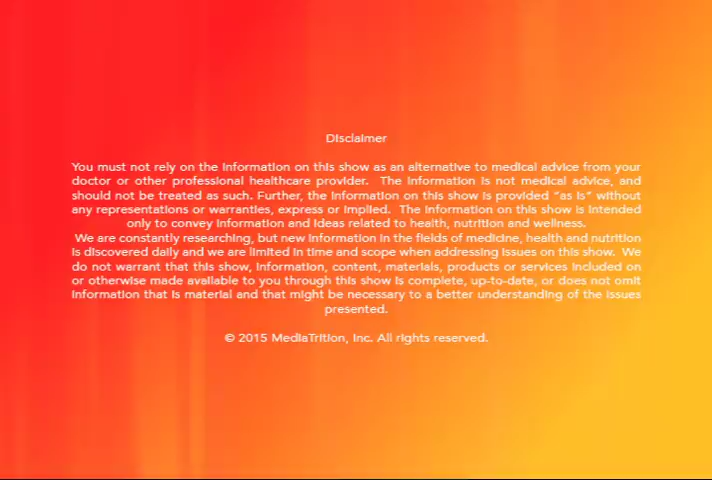 Disclaimer
You must not rely on the information on this show as an alternative to medical advice from your
doctor or other professional healthcare provider. The information is not medical advice, and
should not be treated as such. Further, the information on this show is provided "as is" without
any representations or warranties, express or implied. The information on this show is intended
only to convey information and ideas related to health, nutrition and wellness.
We are constantly researching, but new information in the fields of medicine, health and nutrition
is discovered daily and we are limited in time and scope when addressing issues on this show. We
do not warrant that this show, information, content, materials, products or services included on
or otherwise made available to you through this show is complete, up-to-date, or does not omit
information that is material and that might be necessary to a better understanding of the issues
presented.
© 2015 MediaTrition, Inc. All rights reserved.